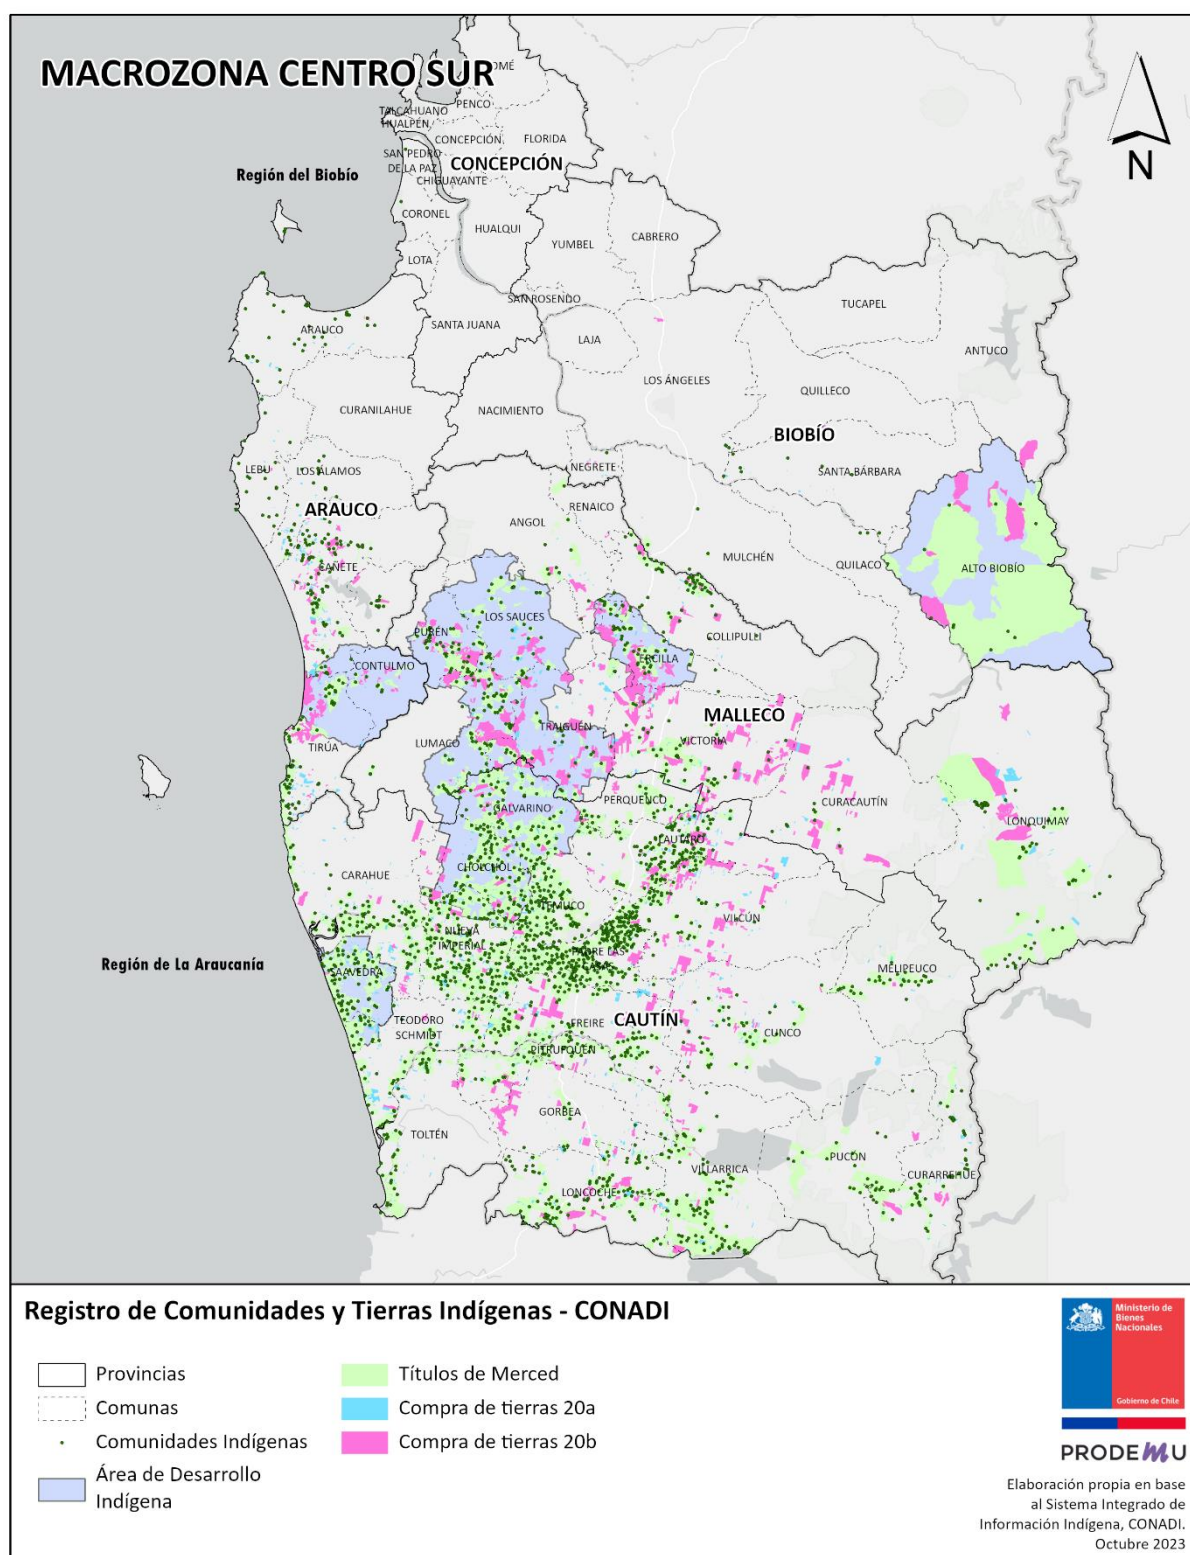 MACROZONA CENTRO SUR
PENCO
TALCAHUANO
HUALPÉN
CONCEPCIÓN
FLORIDA
SAN PEDRO
DE LA PAZ
CONCEPCIÓN
CHIGUAYANTE
Región del Biobío
N
CORONEL
HUALQUI
YUMBEL
CABRERO
LOTA
SAN ROSENDO
TUCAPEL
ARAUCO
SANTA JUANA
LAJA
ANTUCO
LOS ÁNGELES
QUILLECO
CURANILAHUE
NACIMIENTO
BIOBÍO
LEBU
LOS ÁLAMOS
NEGRETE
SANTA BÁRBARA
ARAUCO
RENAICO
ANGOL
MULCHÉN
QUILACO
ALTO BIOBÍO
CAÑETE
LOS SAUCES
PURÉN
COLLIPULLI
ERCILLA
CONTULMO
MALLECO
TRAIGUÉN
VICTORIA
TIRÚA
LUMACO
PERQUENCO
CURACAUTÍN
GALVARINO
LONQUIMAY
LAUTARO
CARAHUE
CHOLCHOL
TEMUCO
VILCÚN
NUEVA
IMPERIAL
PADRE LAS
CASAS
Región de La Araucanía
SAAVEDRA
MELIPEUCO
TEODORO
SCHMIDT
FREIRE
CAUTÍN
CUNCO
PITRUFQUÉN
GORBEA
TOLTÉN
PUCÓN
VILLARRICA
CURARREHUE
LONCOCHE
Registro de Comunidades y Tierras Indígenas - CONADI
Provincias
Comunas
Comunidades Indígenas
Área de Desarrollo
Indígena
Títulos de Merced
Compra de tierras 20a
Compra de tierras 20b
Ministerio de
Bienes
Nacionales
Gobierno de Chile
PRODEMU
Elaboración propia en base
al Sistema Integrado de
Información Indígena, CONADI.
Octubre 2023